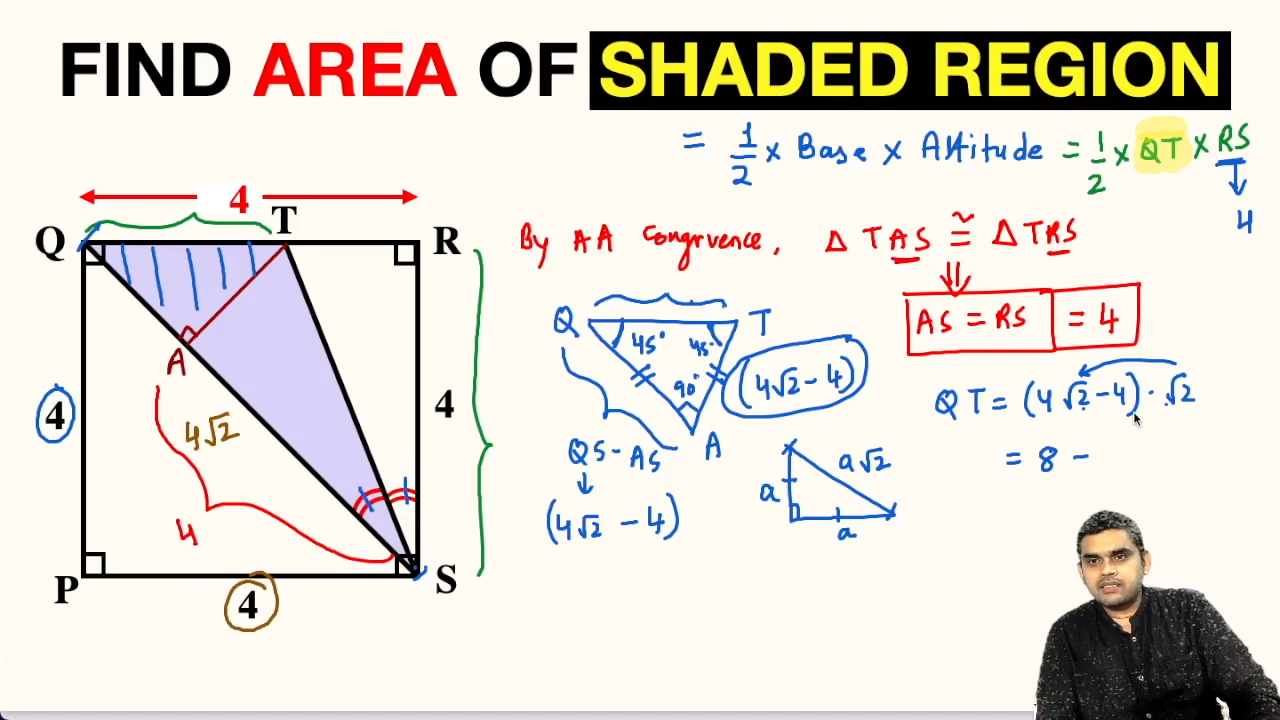 FIND AREA OF SHADED REGION
= 1/2 × Base × Altitude = 1/2 × QT × RS
4
4
Q T R
By AA Congruence, Δ TAS ≅ Δ TRS
AS = RS = 4
Q T
45° 45°
90°
(4√2 - 4)
A
A
4 4
4√2
QT = (4√2 - 4) · √2
= 8 -
QS - AS
(4√2 - 4)
a√2
a
a
4
P S
4